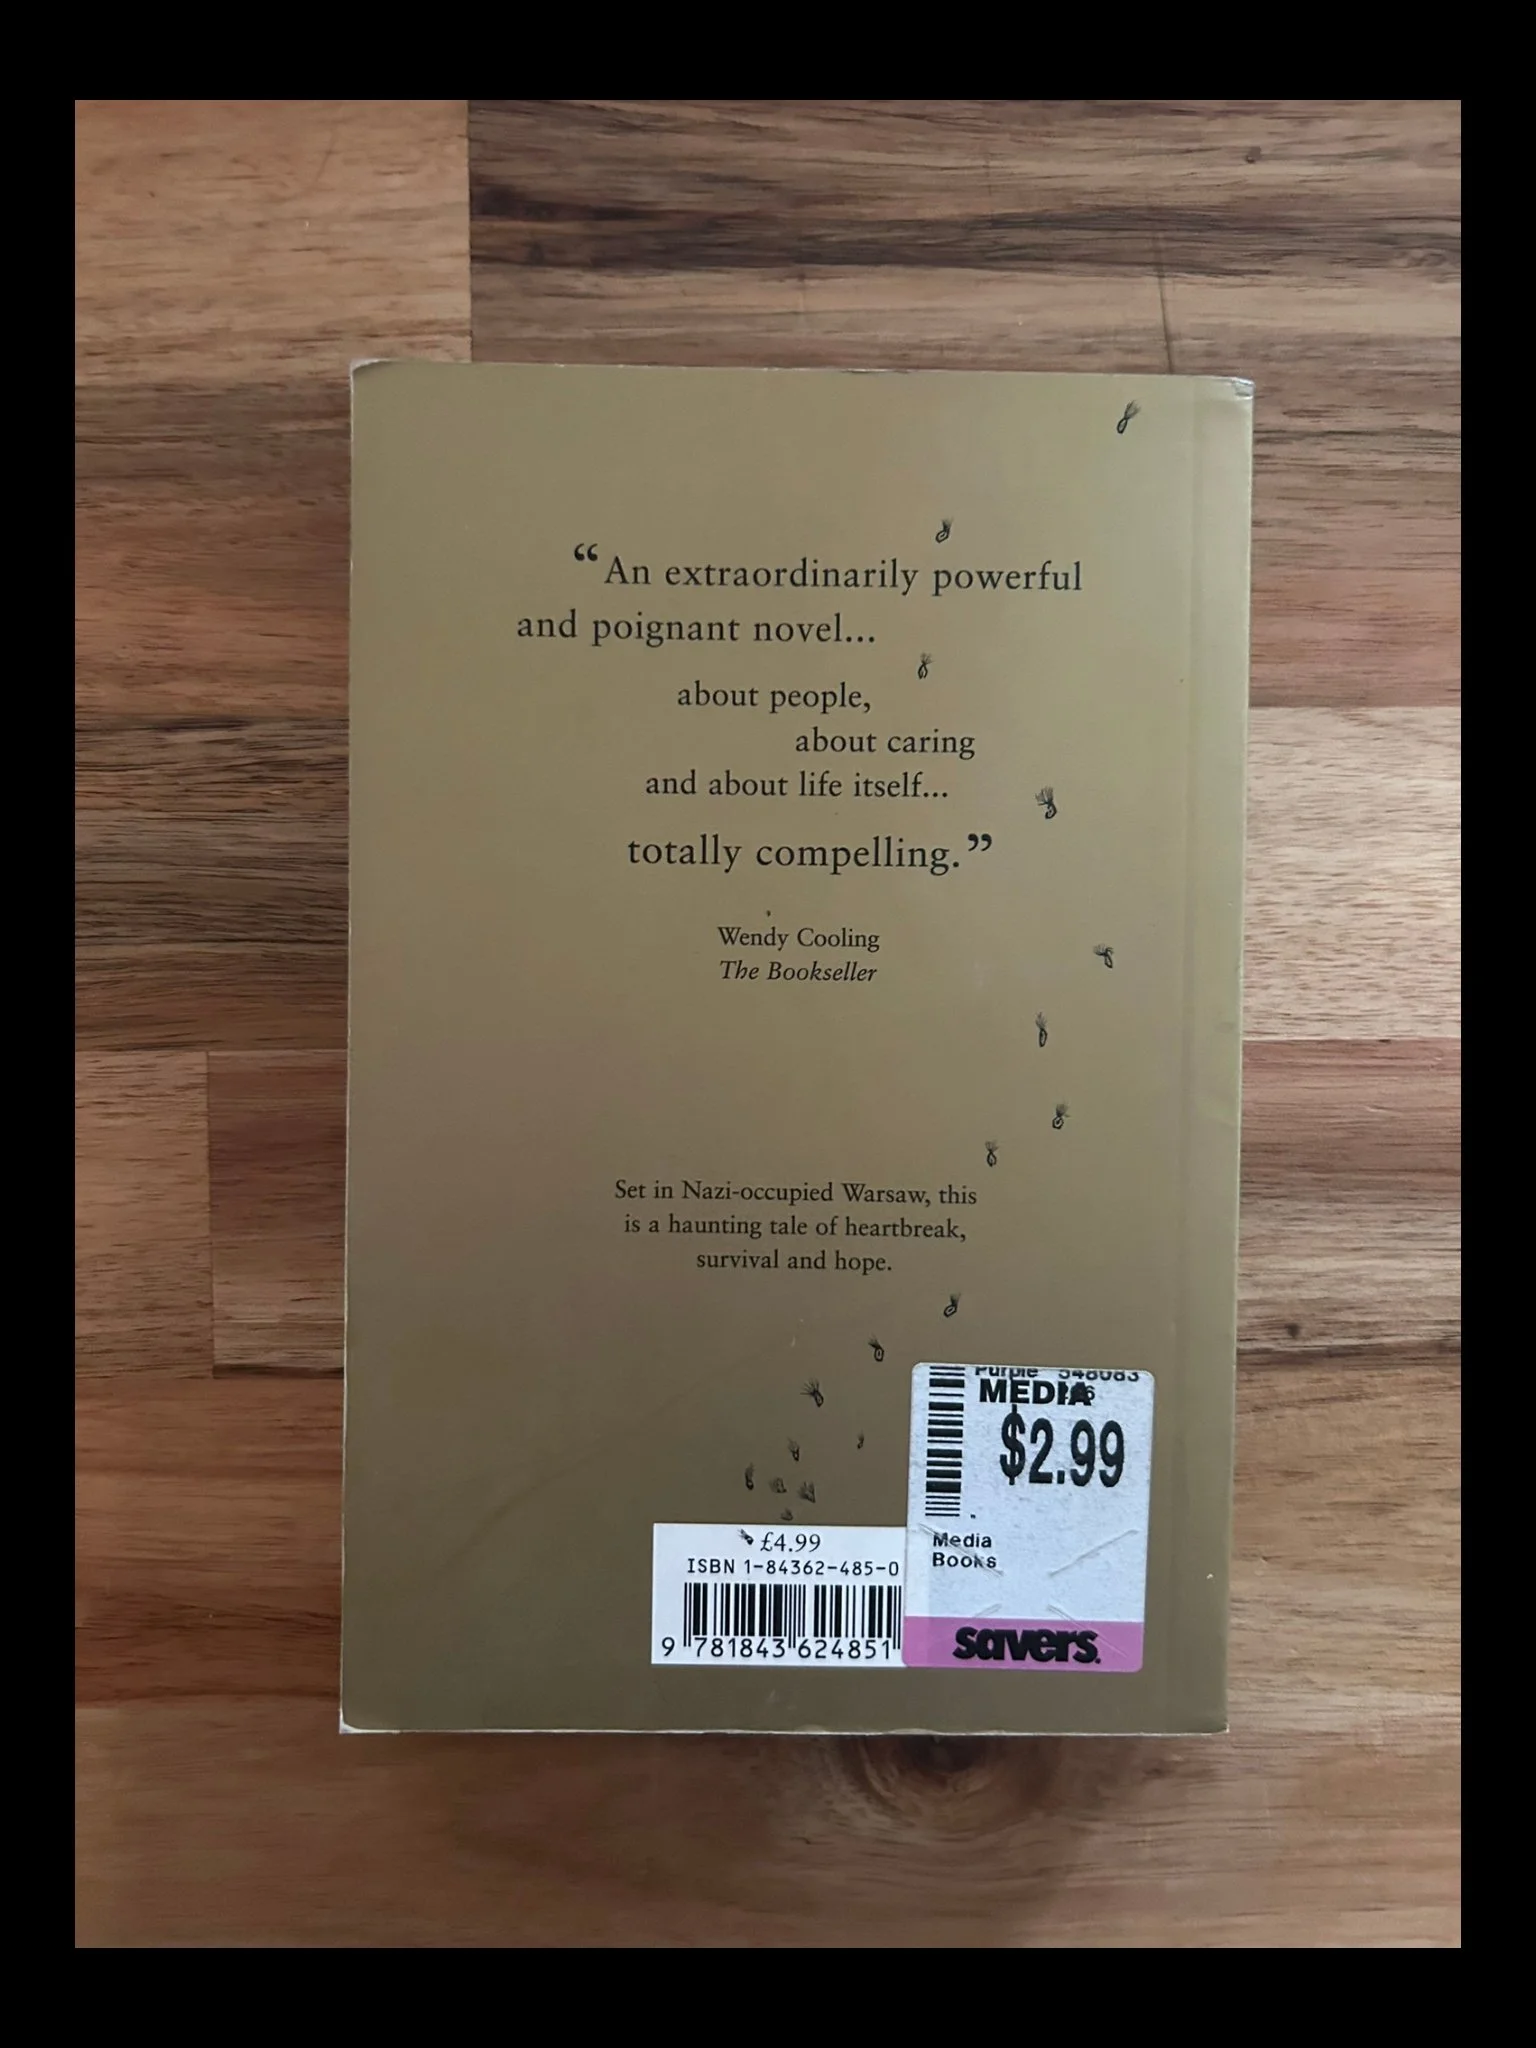 “An extraordinarily powerful
and poignant novel...
about people,
about caring
and about life itself...
totally compelling.”
Wendy Cooling
The Bookseller
Set in Nazi-occupied Warsaw, this
is a haunting tale of heartbreak,
survival and hope.
£4.99
ISBN 1-84362-485-0
9 781843 624851
Purple 548083
MEDIA
$2.99
Media
Books
savers.